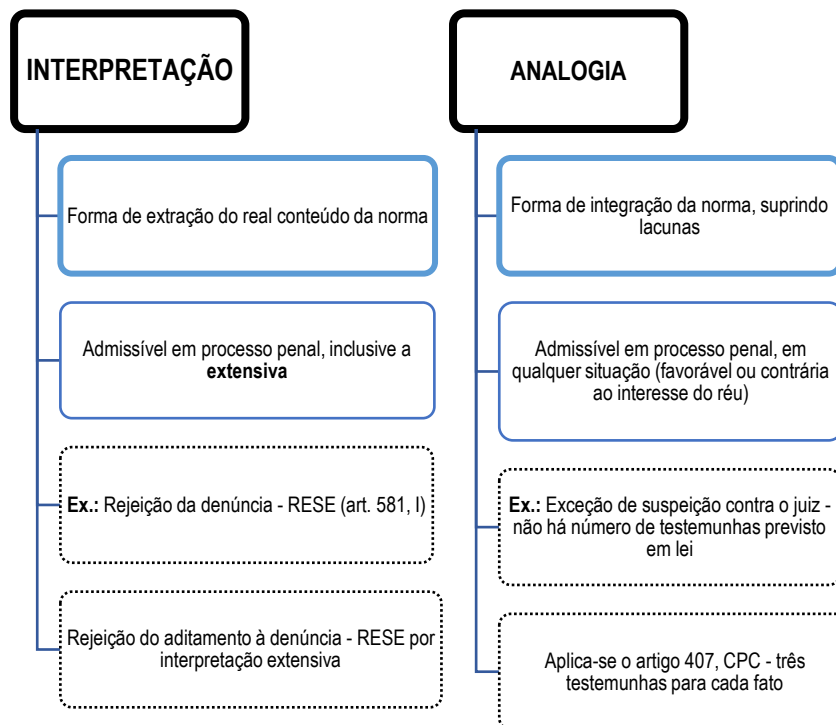 INTERPRETAÇÃO
Forma de extração do real conteúdo da norma
Admissível em processo penal, inclusive a
extensiva
Ex.: Rejeição da denúncia - RESE (art. 581, I)
Rejeição do aditamento à denúncia - RESE por
interpretação extensiva
ANALOGIA
Forma de integração da norma, suprindo
lacunas
Admissível em processo penal, em
qualquer situação (favorável ou contrária
ao interesse do réu)
Ex.: Exceção de suspeição contra o juiz -
não há número de testemunhas previsto
em lei
Aplica-se o artigo 407, CPC - três
testemunhas para cada fato